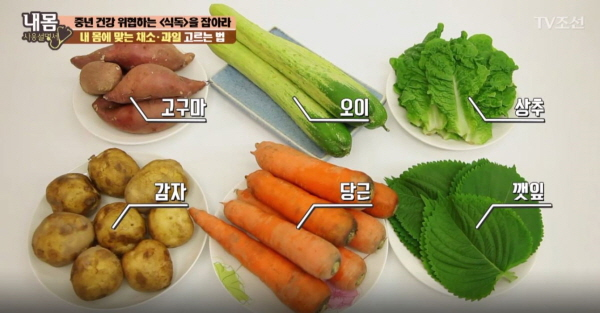 내몸
사용설명서
중년 건강 위협하는 <식독>을 잡아라
내 몸에 맞는 채소·과일 고르는 법
TV조선
고구마
오이
상추
감자
당근
깻잎